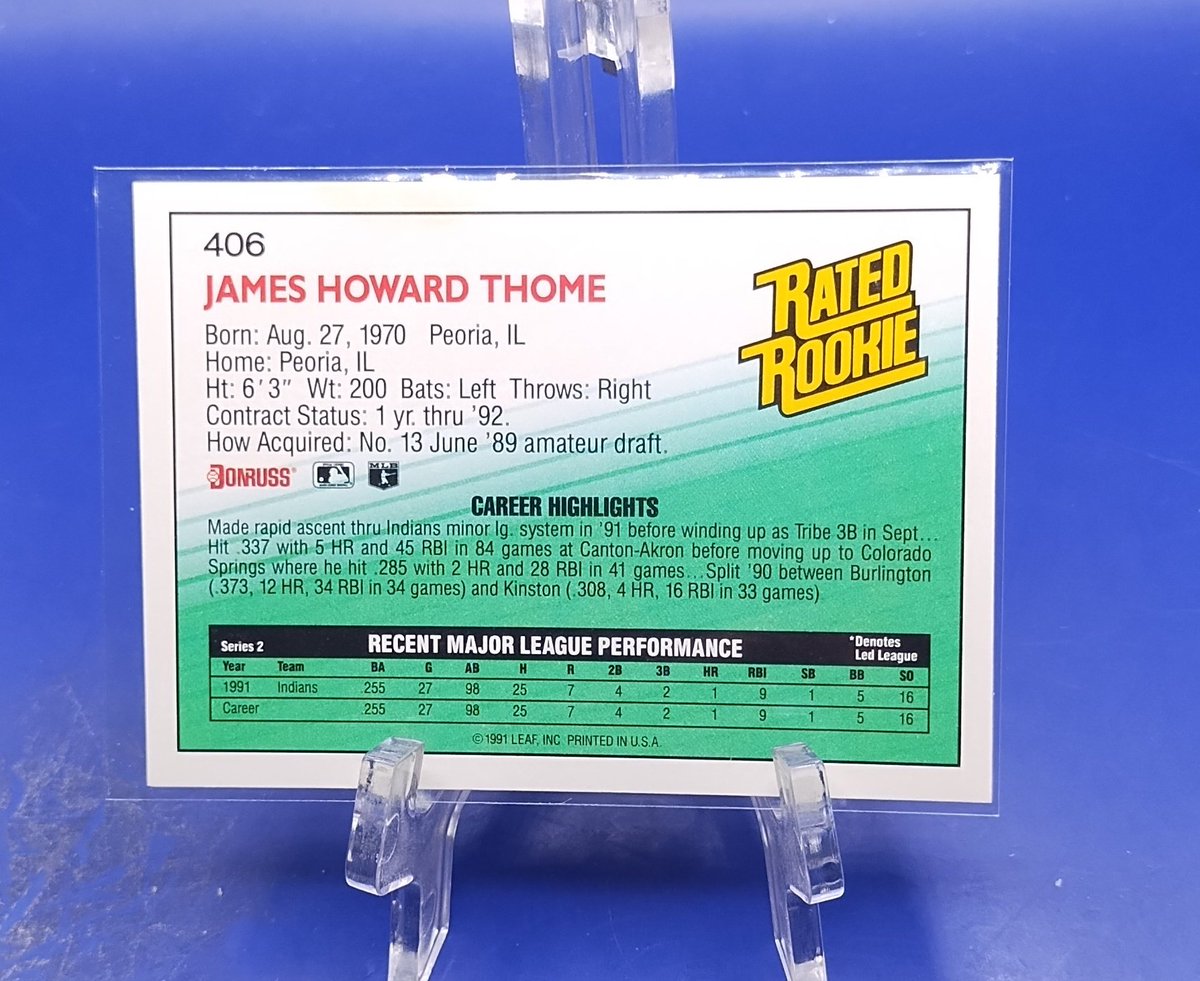 406
JAMES HOWARD THOME
RATED
ROOKIE
Born: Aug. 27, 1970 Peoria, IL
Home: Peoria, IL
Ht: 6'3" Wt: 200 Bats: Left Throws: Right
Contract Status: 1 yr. thru '92.
How Acquired: No. 13 June '89 amateur draft.
DONRUSS MLB
CAREER HIGHLIGHTS
Made rapid ascent thru Indians minor lg. system in '91 before winding up as Tribe 3B in Sept...
Hit .337 with 5 HR and 45 RBI in 84 games at Canton-Akron before moving up to Colorado
Springs where he hit .285 with 2 HR and 28 RBI in 41 games...Split '90 between Burlington
(.373, 12 HR, 34 RBI in 34 games) and Kinston (.308, 4 HR, 16 RBI in 33 games)
Series 2 RECENT MAJOR LEAGUE PERFORMANCE *Denotes
Led League
Year Team BA G AB H R 2B 3B HR RBI SB BB SO
1991 Indians .255 27 98 25 7 4 2 1 9 1 5 16
Career .255 27 98 25 7 4 2 1 9 1 5 16
©1991 LEAF, INC. PRINTED IN U.S.A.